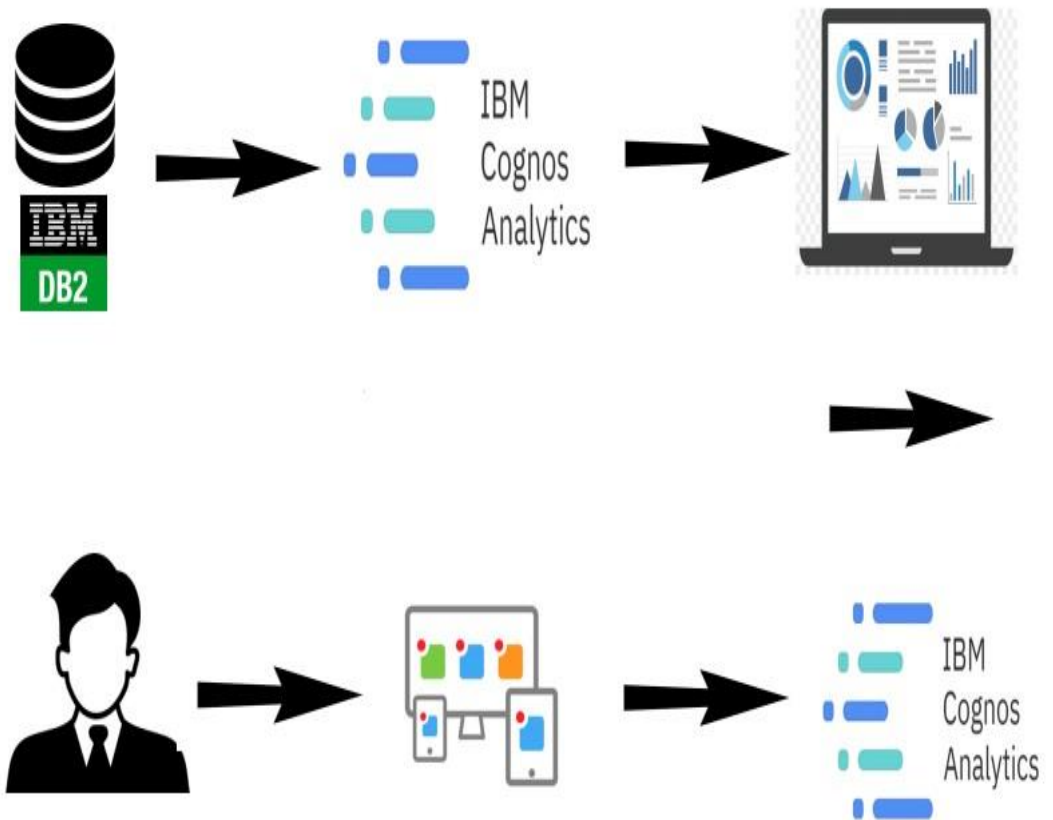 IBM
Cognos
Analytics
IBM
DB2
IBM
Cognos
Analytics